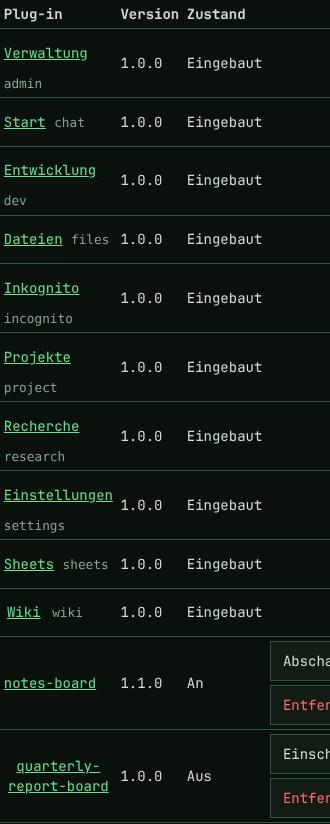 Plug-in Version Zustand
Verwaltung
admin
1.0.0 Eingebaut
Start chat 1.0.0 Eingebaut
Entwicklung
dev
1.0.0 Eingebaut
Dateien files 1.0.0 Eingebaut
Inkognito
incognito
1.0.0 Eingebaut
Projekte
project
1.0.0 Eingebaut
Recherche
research
1.0.0 Eingebaut
Einstellungen
settings
1.0.0 Eingebaut
Sheets sheets 1.0.0 Eingebaut
Wiki wiki 1.0.0 Eingebaut
notes-board 1.1.0 An
Abscha
Entfer
quarterly-
report-board
1.0.0 Aus
Einsch
Entfer